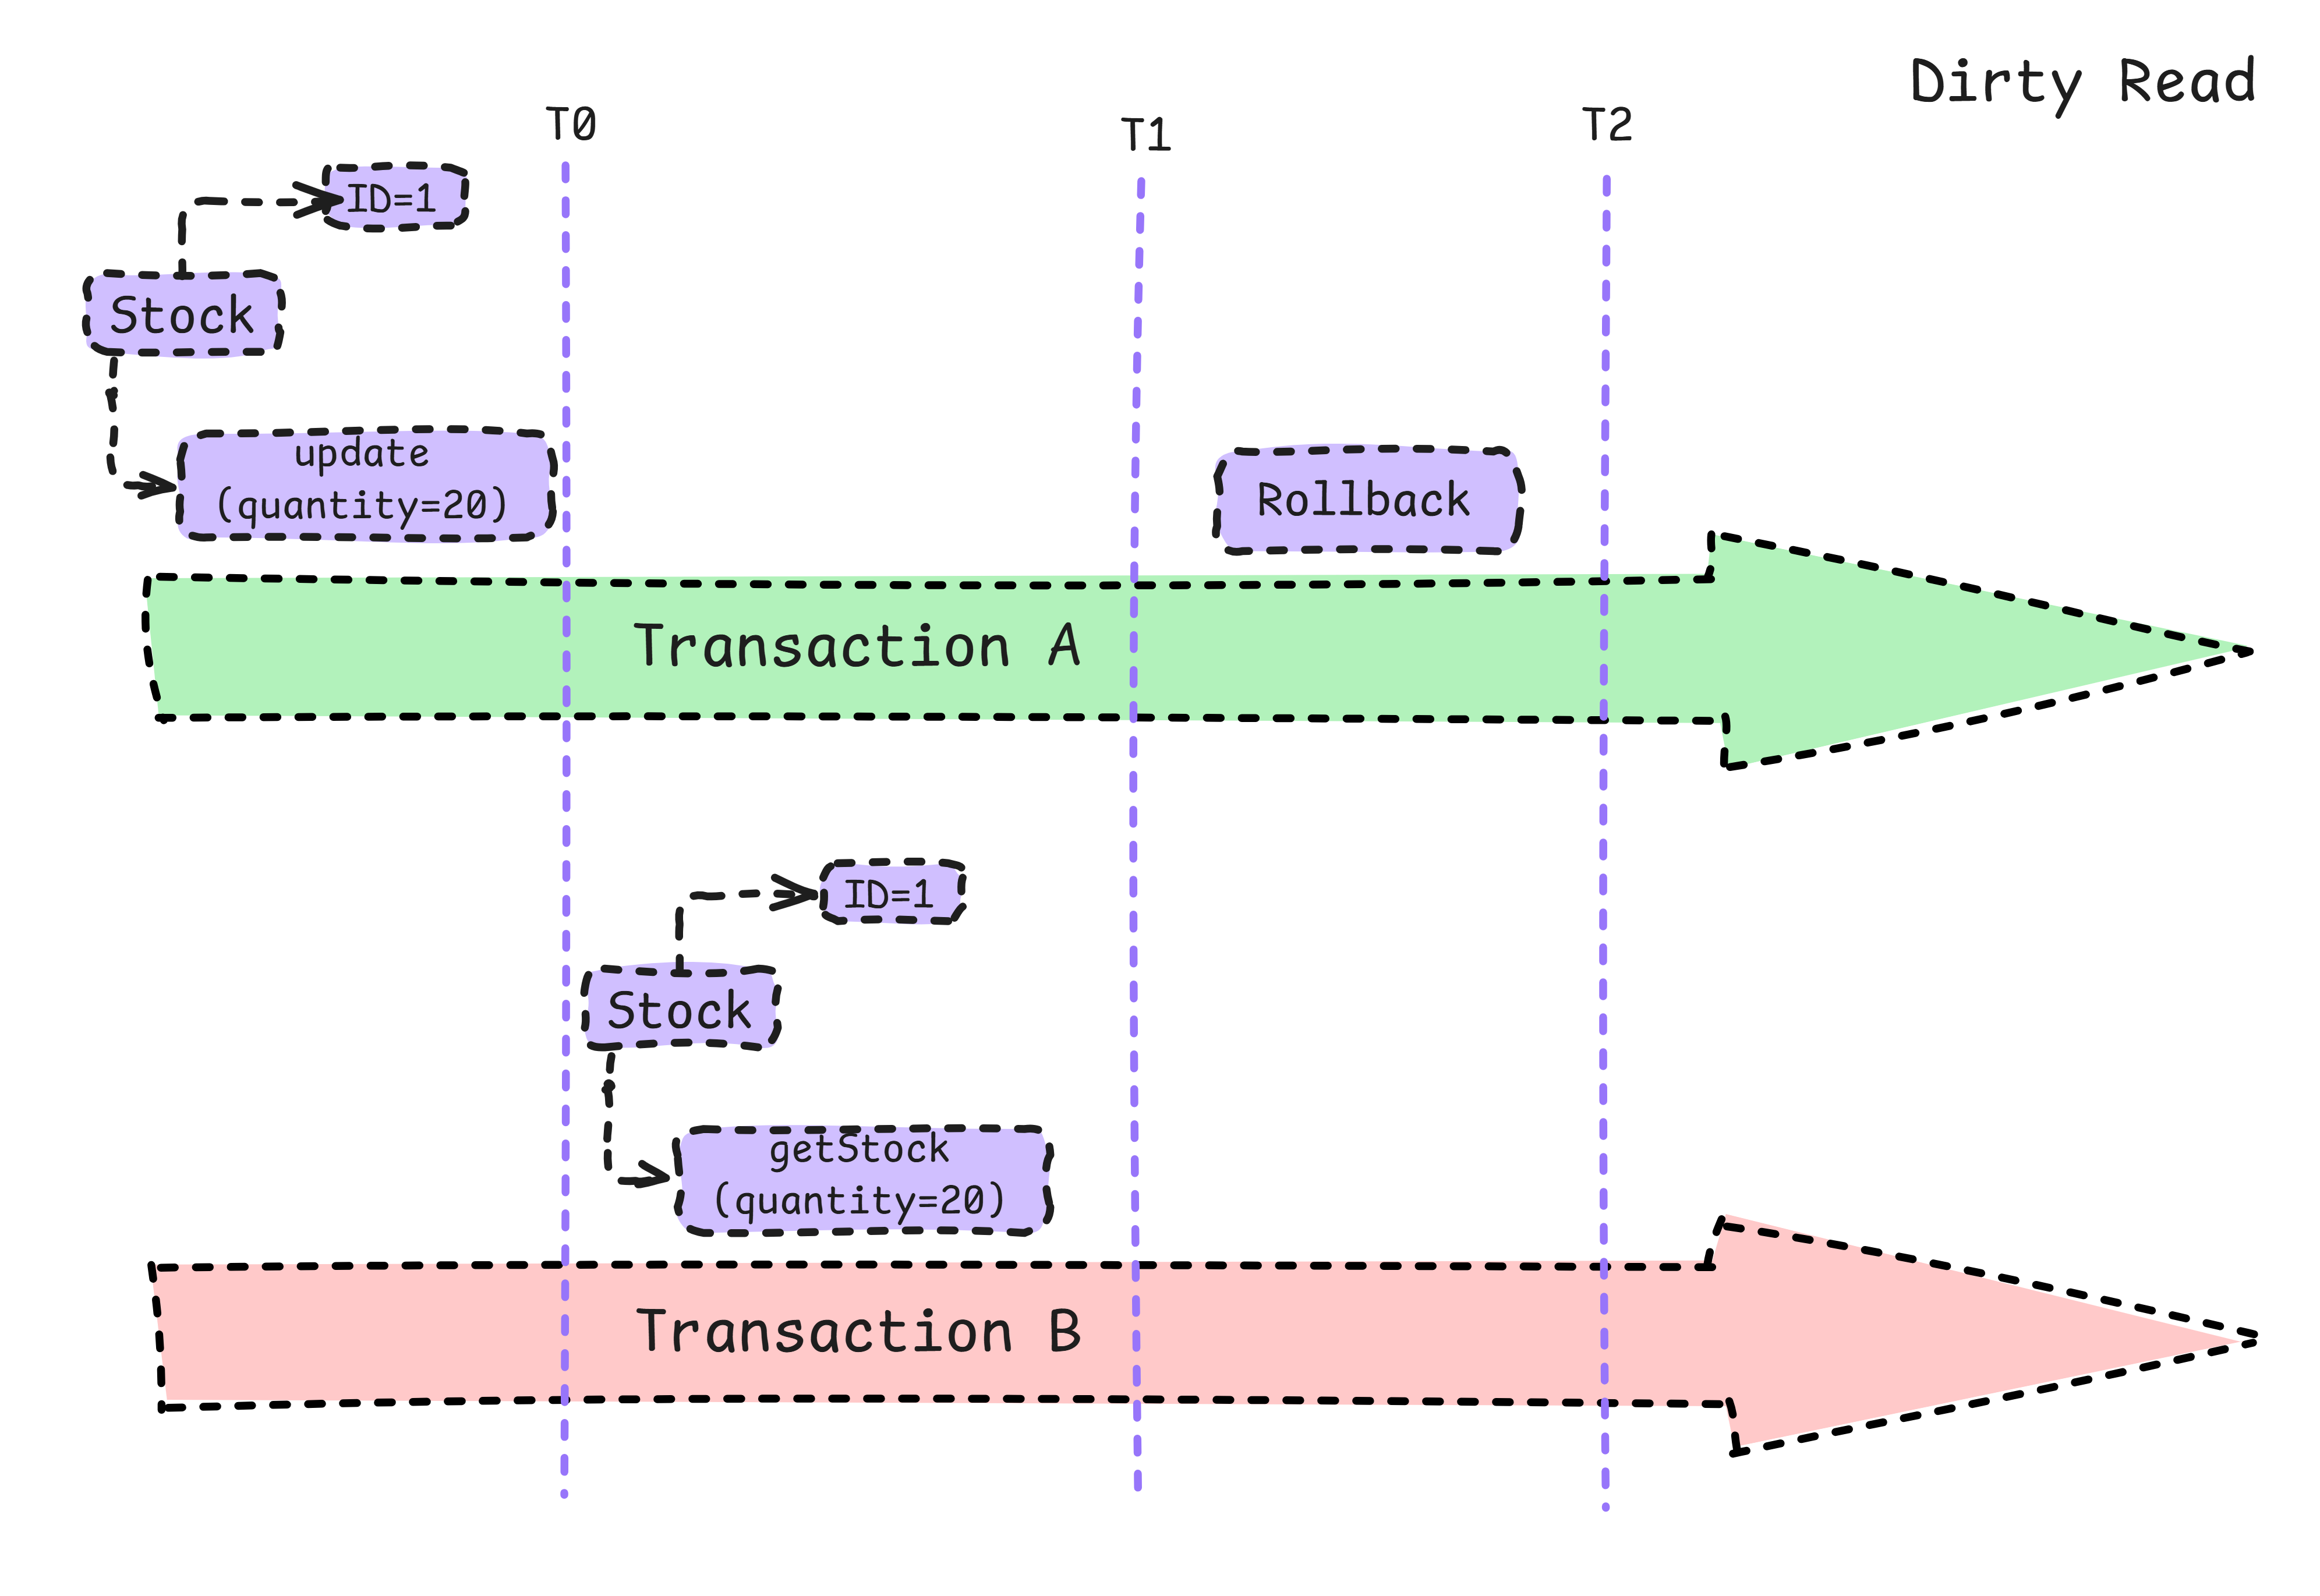 Dirty Read
T0
T1
T2
ID=1
Stock
update
(quantity=20)
Rollback
Transaction A
ID=1
Stock
getStock
(quantity=20)
Transaction B